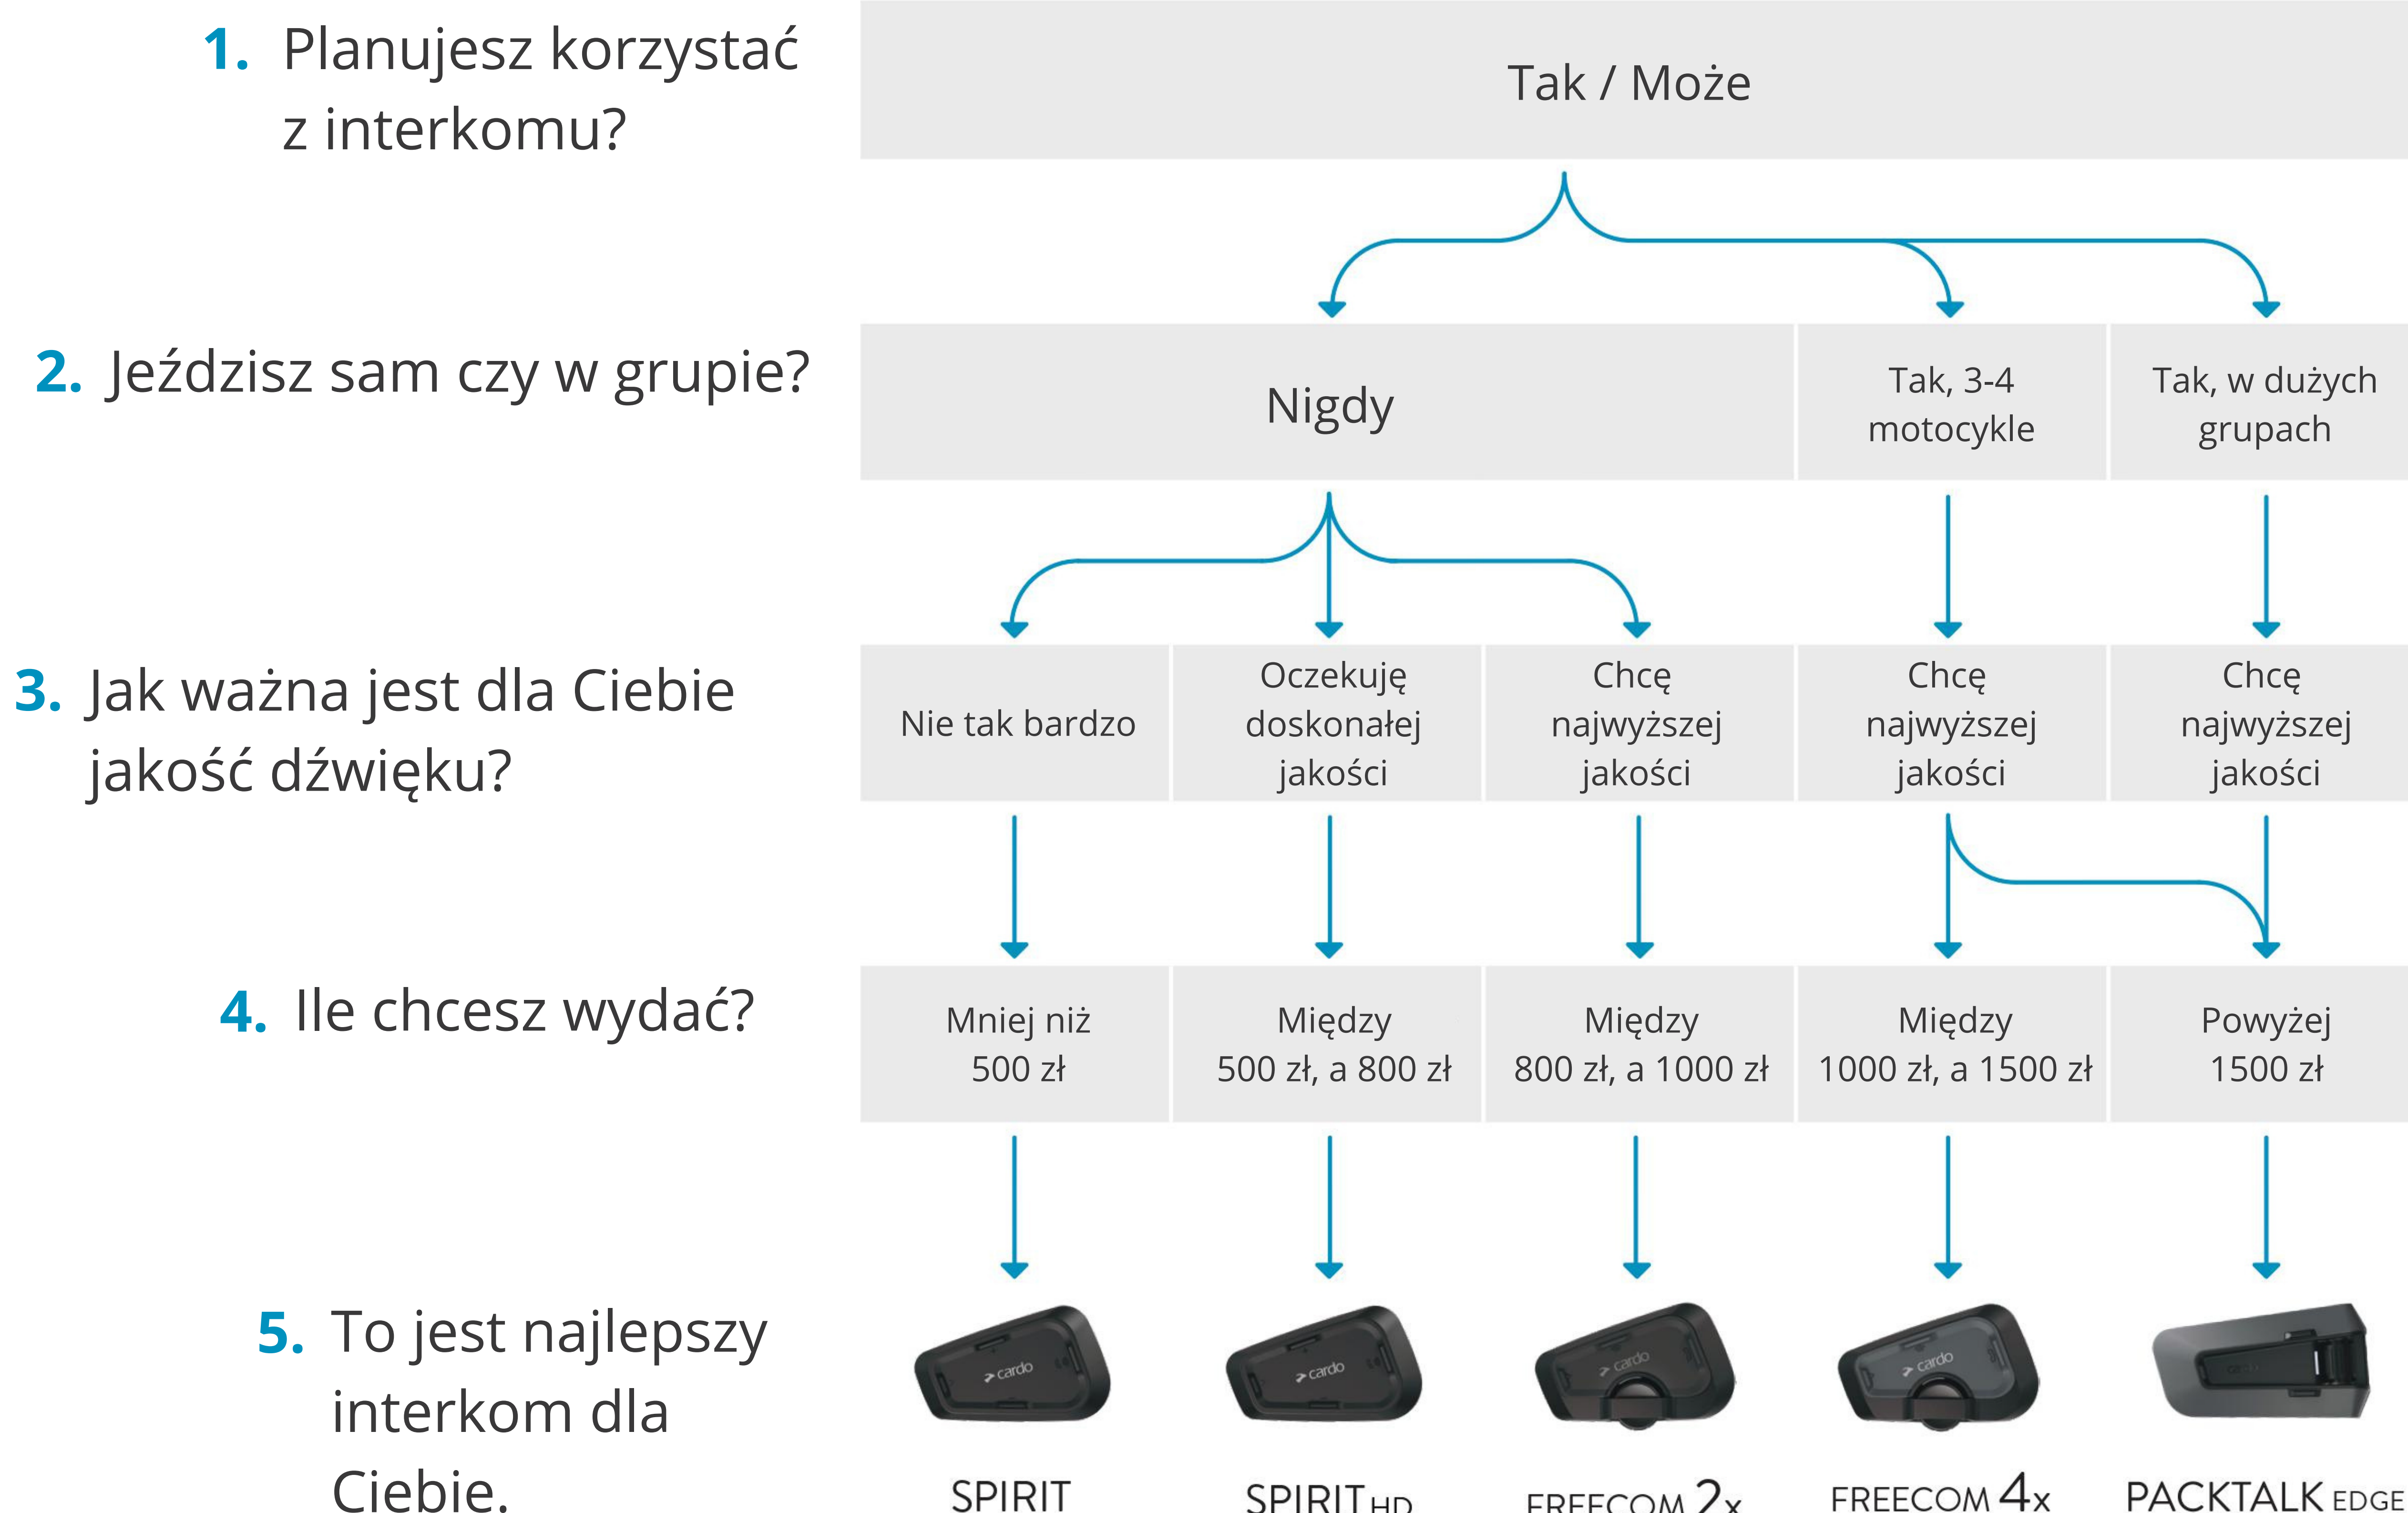 1. Planujesz korzystać
z interkomu?
Tak / Może
2. Jeździsz sam czy w grupie?
Nigdy
Tak, 3-4
motocykle
Tak, w dużych
grupach
3. Jak ważna jest dla Ciebie
jakość dźwięku?
Nie tak bardzo
Oczekuję
doskonałej
jakości
Chcę
najwyższej
jakości
Chcę
najwyższej
jakości
Chcę
najwyższej
jakości
4. Ile chcesz wydać?
Mniej niż
500 zł
Między
500 zł, a 800 zł
Między
800 zł, a 1000 zł
Między
1000 zł, a 1500 zł
Powyżej
1500 zł
5. To jest najlepszy
interkom dla
Ciebie.
cardo
cardo
cardo
cardo
cardo
SPIRIT
SPIRIT HD
FREECOM 2x
FREECOM 4x
PACKTALK EDGE